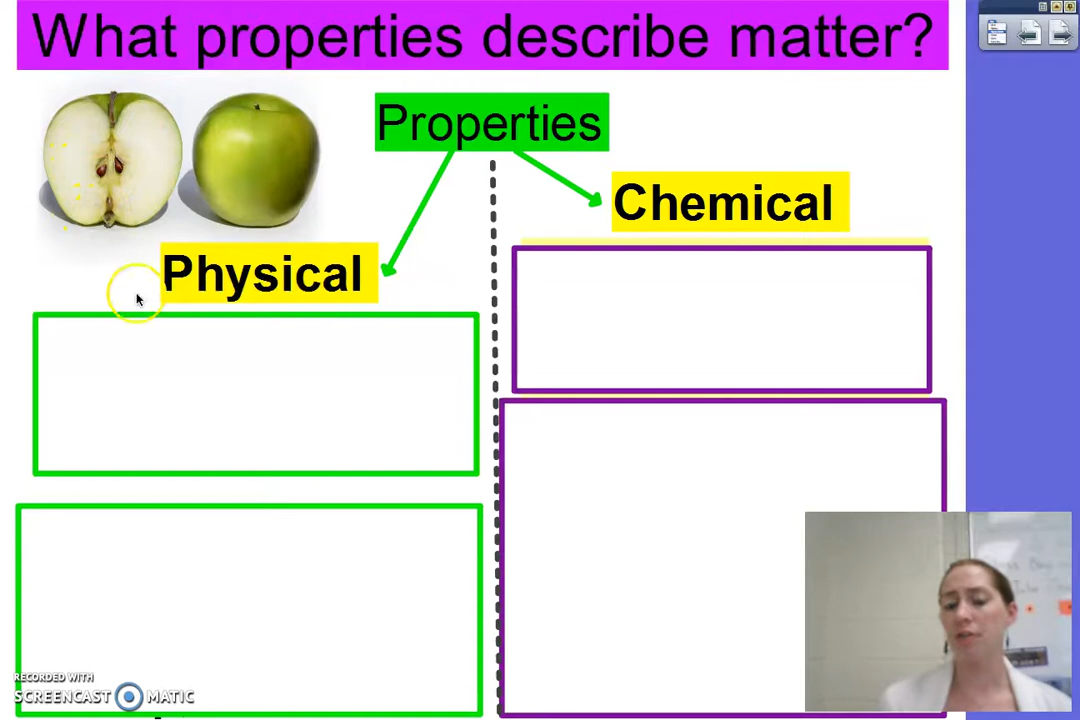 What properties describe matter?
Properties
Chemical
Physical
RECORDED WITH
SCREENCAST MATIC